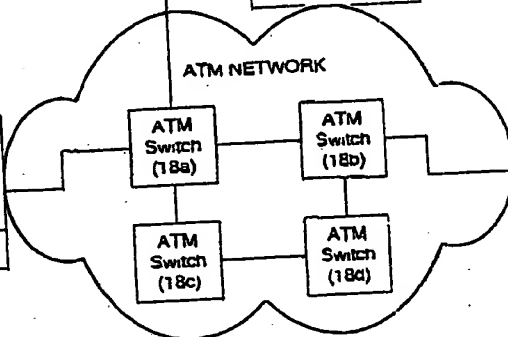 ATM NETWORK
ATM
Switch
(18a)
ATM
Switch
(18b)
ATM
Switch
(18c)
ATM
Switch
(18d)